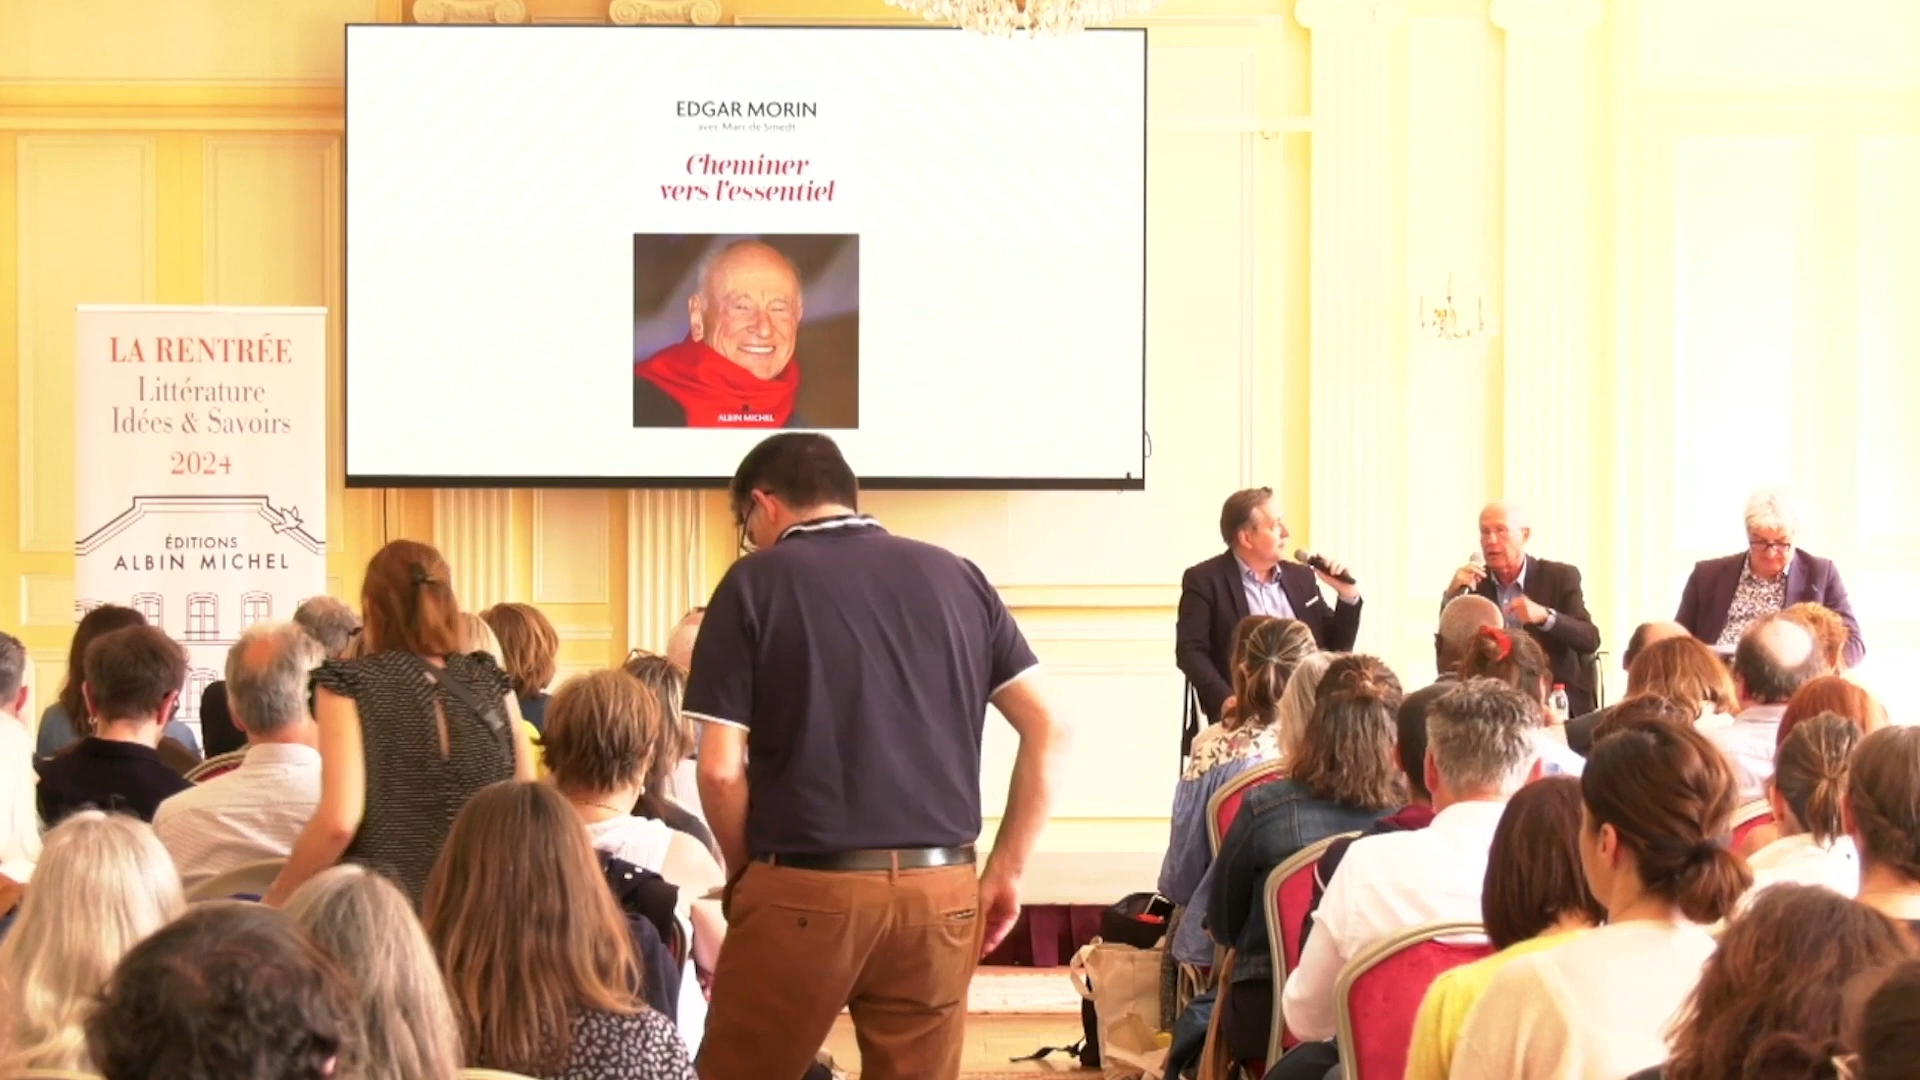 EDGAR MORIN
avec Marc de Smedt
Cheminer
vers l'essentiel
ALBIN MICHEL
LA RENTRÉE
Littérature
Idées & Savoirs
2024
ÉDITIONS
ALBIN MICHEL